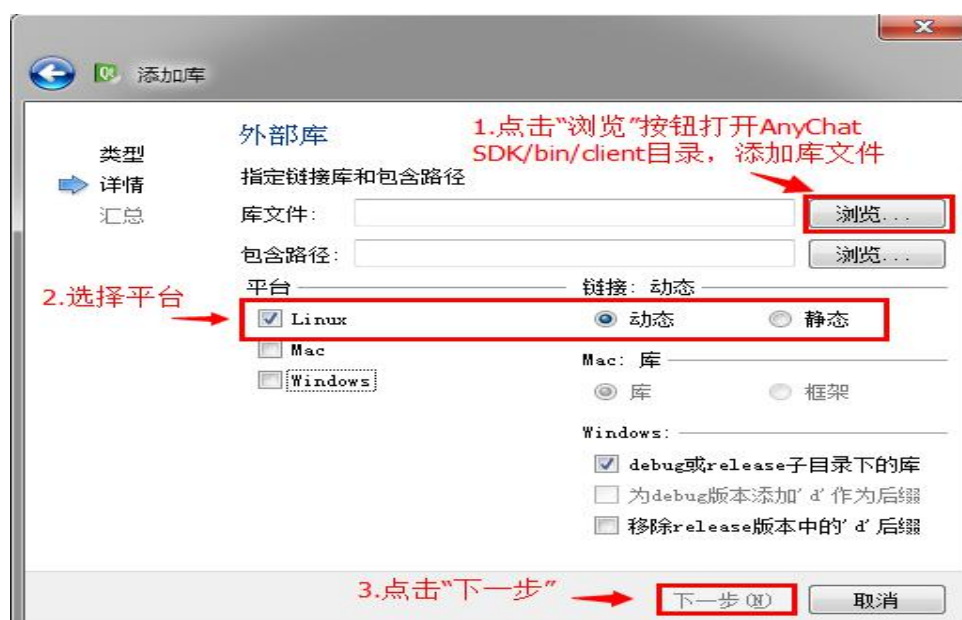 添加库
1.点击“浏览”按钮打开AnyChat
SDK/bin/client目录，添加库文件
外部库
类型
详情
汇总
指定链接库和包含路径
库文件:
浏览...
包含路径:
浏览...
2.选择平台
平台
链接: 动态
Linux
动态
静态
Mac
Windows
Mac: 库
库
框架
Windows:
debug或release子目录下的库
为debug版本添加'd'作为后缀
移除release版本中的'd'后缀
3.点击“下一步”
下一步(N)
取消